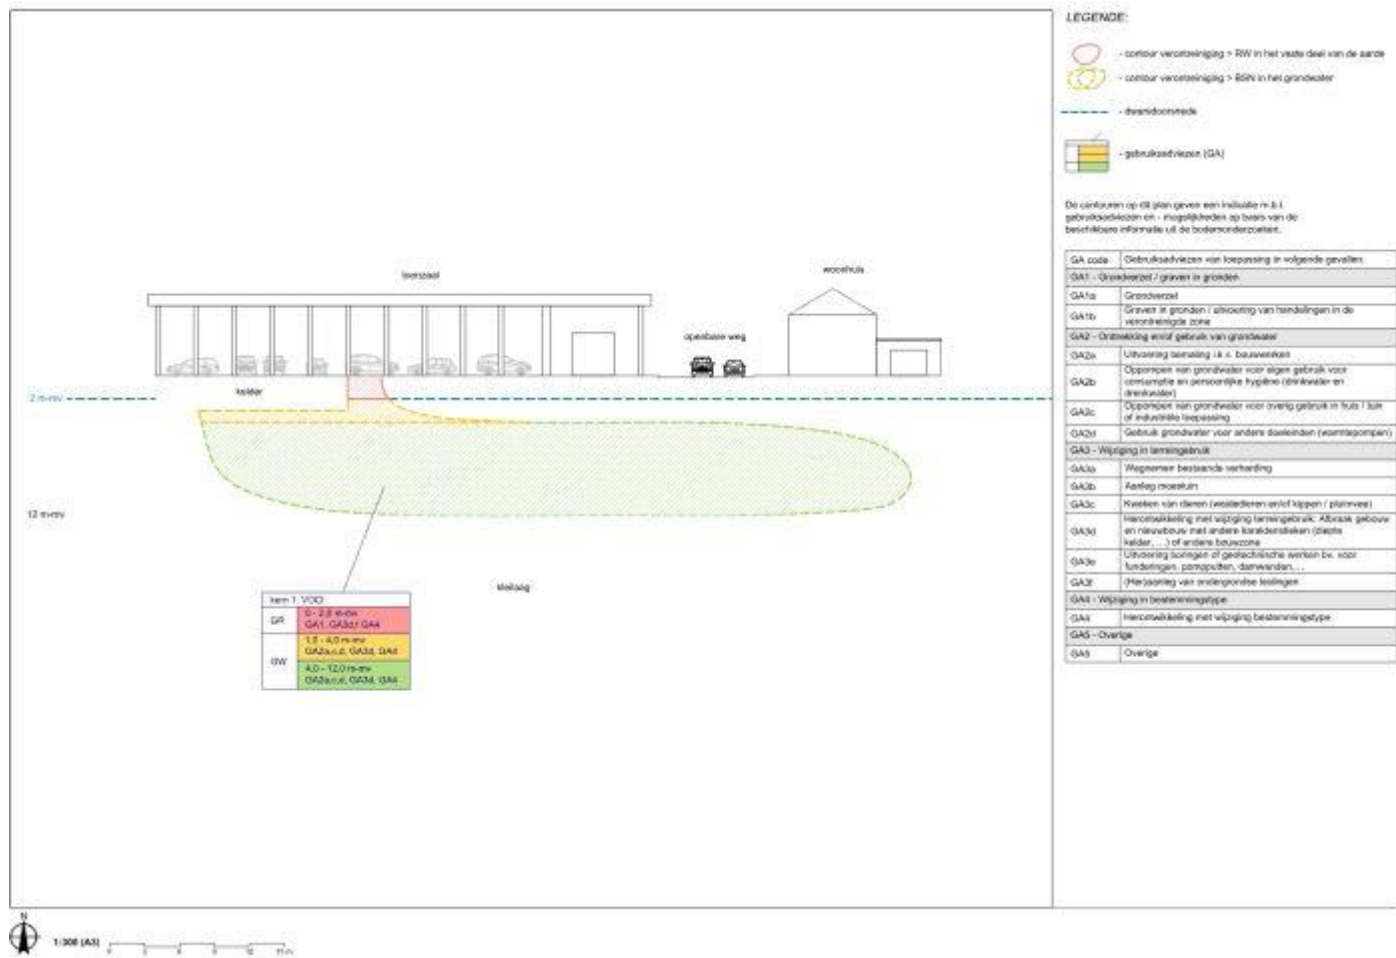 LEGENDE:
- contour verontreiniging > RW in het vaste deel van de aarde
- contour verontreiniging > BSN in het grondwater
- dwarsdoorsnede
- gebruiksadviezen (GA)
De contouren op dit plan geven een indicatie m.b.t.
gebruiksadviezen en - mogelijkheden op basis van de
beschikbare informatie uit de bodemonderzoeken.
GA code Gebruiksadviezen van toepassing in volgende gevallen:
GA1 - Grondverzet / graven in gronden
GA1a Grondverzet
GA1b Graven in gronden / uitvoering van handelingen in de
verontreinigde zone
GA2 - Onttrekking en/of gebruik van grondwater
GA2a Uitvoering bemaling i.k.v. bouwwerken
GA2b Oppompen van grondwater voor eigen gebruik voor
consumptie en persoonlijke hygiëne (drinkwater en
GA2c Oppompen van grondwater voor overig gebruik in huis / tuin
of industriële toepassing
GA2d Gebruik grondwater voor andere doeleinden (warmtepompen)
GA3 - Wijziging in terreingebruik
GA3a Wegnemen bestaande verharding
GA3b Aanleg moestuin
GA3c Kweken van dieren (weidedieren en/of kippen / pluimvee)
GA3d Herontwikkeling met wijziging terreingebruik: Afbraak gebouw
en nieuwbouw met andere karakteristieken (diepte
kelder, ...) of andere bouwzone
GA3e Uitvoering boringen of geotechnische werken bv. voor
funderingen, pompputten, damwanden, ...
GA3f (Her)aanleg van ondergrondse leidingen
GA4 - Wijziging in bestemmingstype
GA4 Herontwikkeling met wijziging bestemmingstype
GA5 - Overige
GA5 Overige
toonzaal
woonhuis
openbare weg
kelder
2 m-mv
12 m-mv
kleilaag
kern 1: VOCl
GR 0 - 2,0 m-mv
GA1, GA3d,f GA4
GW 1,0 - 4,0 m-mv
GA2a,c,d, GA3d, GA4
4,0 - 12,0 m-mv
GA2a,c,d, GA3d, GA4
N
1:300 (A3)
0